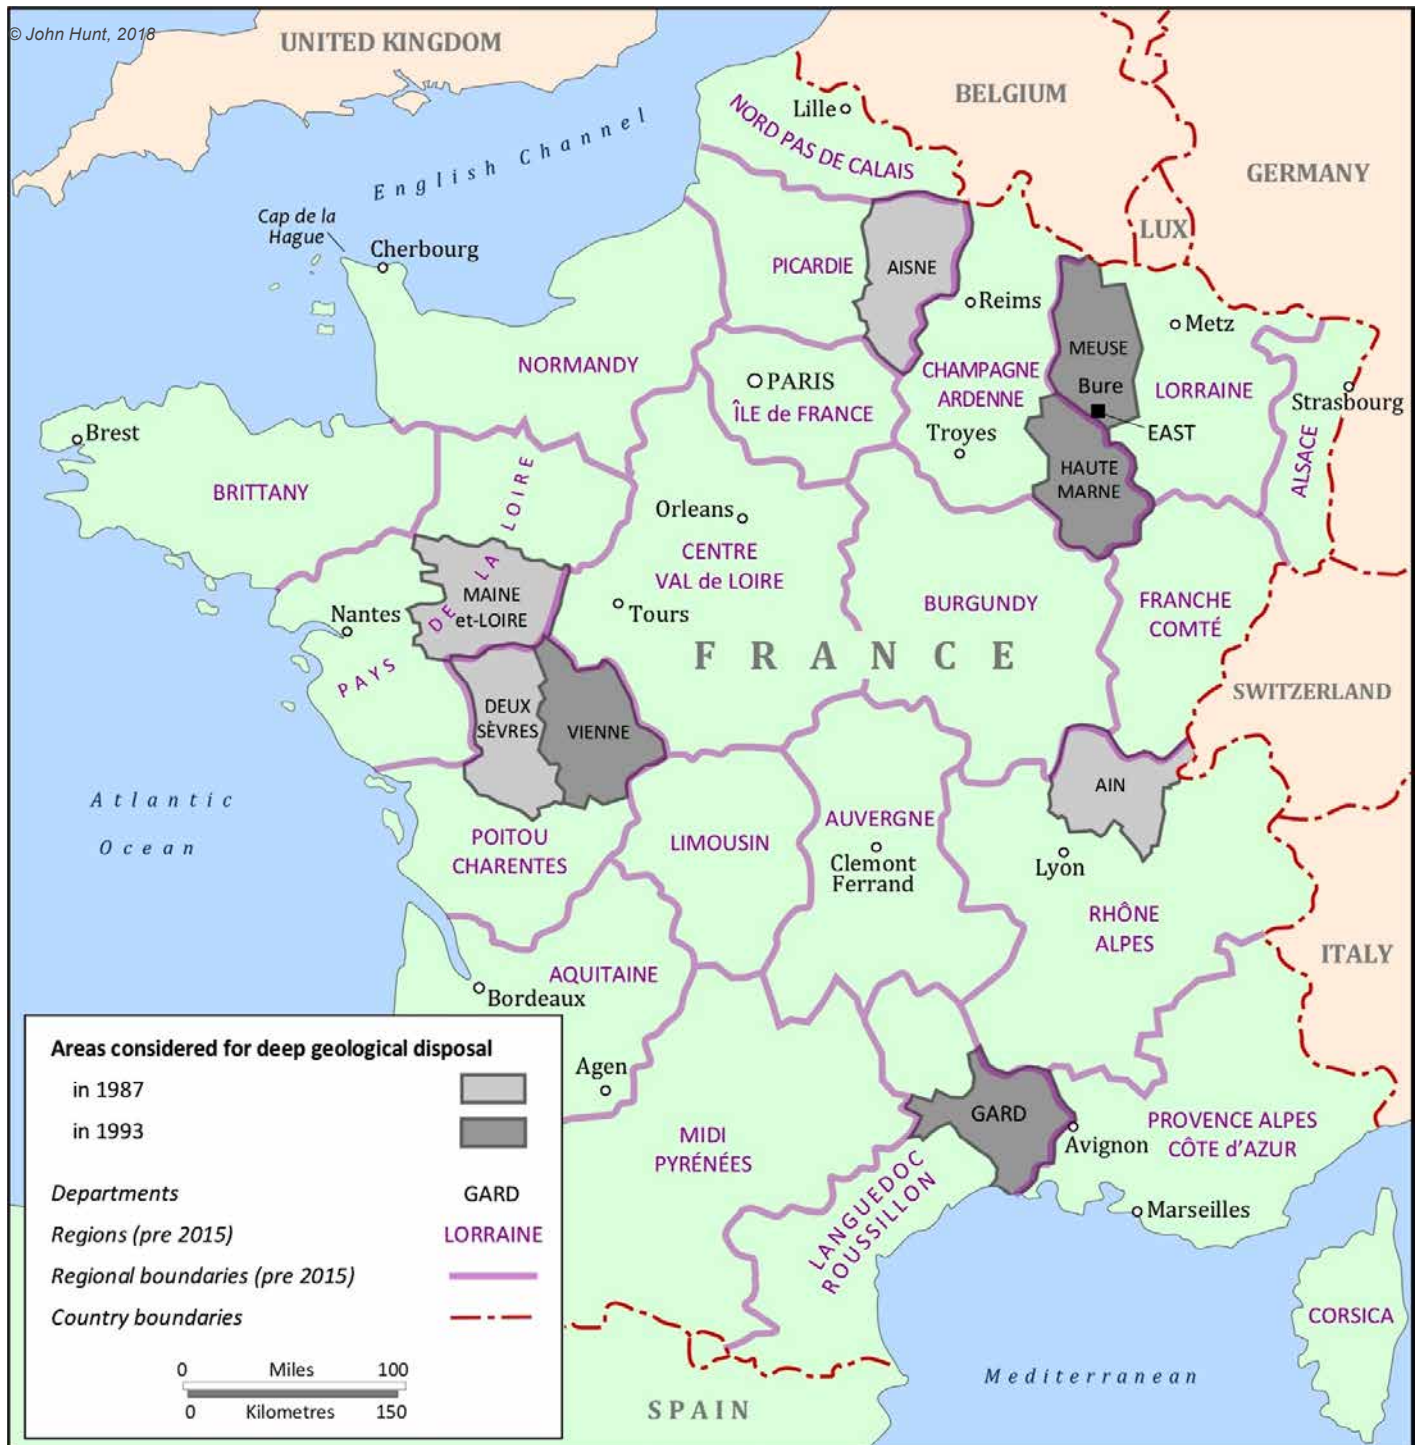 © John Hunt, 2018
UNITED KINGDOM
BELGIUM
GERMANY
LUX
English Channel
Lille
NORD PAS DE CALAIS
Cap de la
Hague
Cherbourg
PICARDIE
AISNE
Reims
MEUSE
Metz
NORMANDY
PARIS
ÎLE de FRANCE
CHAMPAGNE
ARDENNE
Bure
LORRAINE
Strasbourg
Brest
Troyes
EAST
ALSACE
BRITTANY
HAUTE
MARNE
Orleans
CENTRE
VAL de LOIRE
PAYS DE LA LOIRE
MAINE
et-LOIRE
Nantes
Tours
BURGUNDY
FRANCHE
COMTÉ
FRANCE
SWITZERLAND
DEUX
SÈVRES
VIENNE
AIN
Atlantic
Ocean
POITOU
CHARENTES
LIMOUSIN
AUVERGNE
Clemont
Ferrand
Lyon
RHÔNE
ALPES
ITALY
AQUITAINE
Bordeaux
Agen
GARD
Avignon
PROVENCE ALPES
CÔTE d'AZUR
MIDI
PYRÉNÉES
LANGUEDOC
ROUSSILLON
Marseilles
CORSICA
Mediterranean
SPAIN
Areas considered for deep geological disposal
in 1987
in 1993
Departments GARD
Regions (pre 2015) LORRAINE
Regional boundaries (pre 2015)
Country boundaries
0 Miles 100
0 Kilometres 150